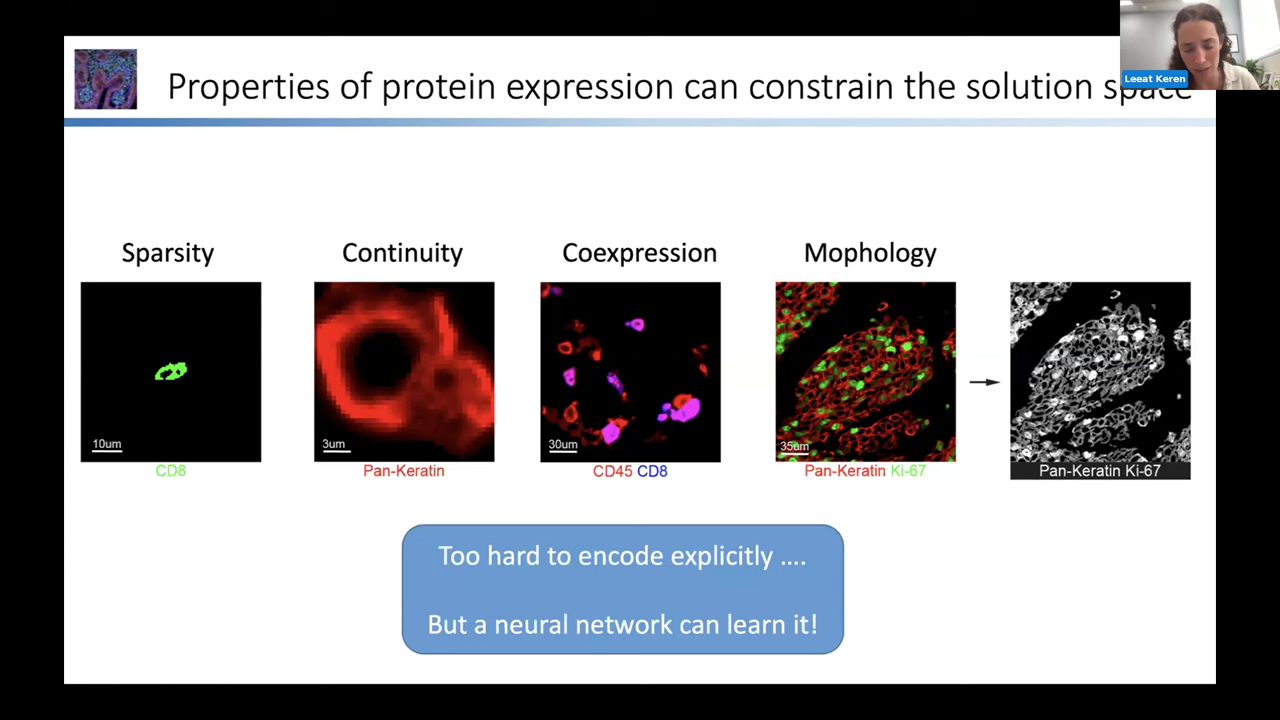 Leeat Keren
Properties of protein expression can constrain the solution space
Sparsity
Continuity
Coexpression
Mophology
10um
3um
30um
35um
CD8
Pan-Keratin
CD45 CD8
Pan-Keratin Ki-67
Pan-Keratin Ki-67
Too hard to encode explicitly ....
But a neural network can learn it!